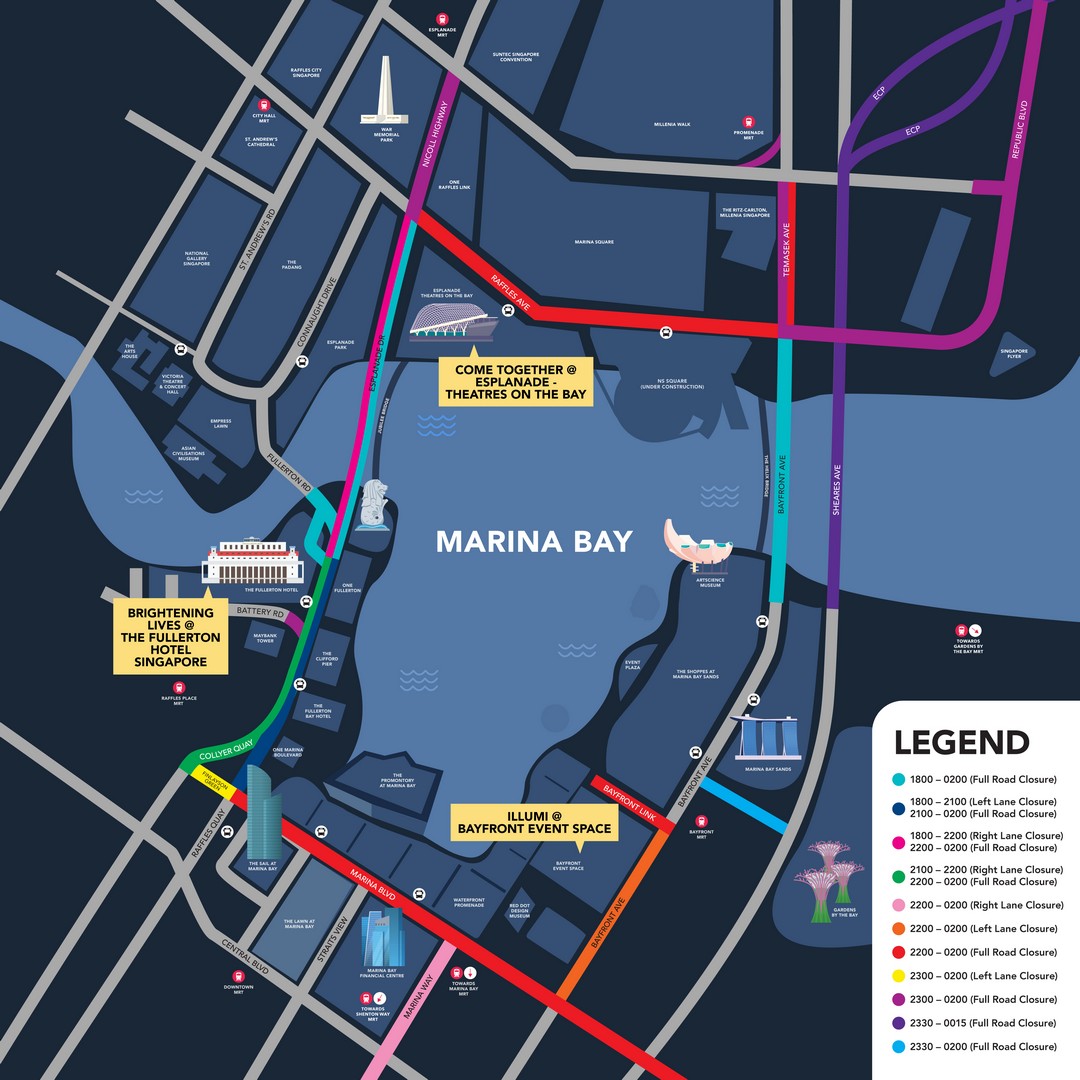 ESPLANADE
MRT
SUNTEC SINGAPORE
CONVENTION
RAFFLES CITY
SINGAPORE
CITY HALL
MRT
WAR
MEMORIAL
PARK
NICOLL HIGHWAY
MILLENIA WALK
PROMENADE
MRT
ECP
ECP
REPUBLIC BLVD
ST. ANDREW'S
CATHEDRAL
ONE
RAFFLES LINK
THE RITZ-CARLTON,
MILLENIA SINGAPORE
ST. ANDREW'S RD
NATIONAL
GALLERY
SINGAPORE
THE
PADANG
MARINA SQUARE
TEMASEK AVE
CONNAUGHT DRIVE
ESPLANADE
THEATRES ON THE BAY
RAFFLES AVE
THE
ARTS
HOUSE
ESPLANADE
PARK
ESPLANADE DR
SINGAPORE
FLYER
VICTORIA
THEATRE
& CONCERT
HALL
COME TOGETHER @
ESPLANADE -
THEATRES ON THE BAY
NS SQUARE
(UNDER CONSTRUCTION)
EMPRESS
LAWN
JUBILEE BRIDGE
ASIAN
CIVILISATIONS
MUSEUM
FULLERTON RD
THE HELIX BRIDGE
BAYFRONT AVE
SHEARES AVE
MARINA BAY
THE FULLERTON HOTEL
ONE
FULLERTON
ARTSCIENCE
MUSEUM
BATTERY RD
BRIGHTENING
LIVES @
THE FULLERTON
HOTEL
SINGAPORE
MAYBANK
TOWER
THE
CLIFFORD
PIER
TOWARDS
GARDENS BY
THE BAY MRT
EVENT
PLAZA
THE SHOPPES AT
MARINA BAY SANDS
RAFFLES PLACE
MRT
THE
FULLERTON
BAY HOTEL
COLLYER QUAY
ONE MARINA
BOULEVARD
MARINA BAY SANDS
FINLAYSON
GREEN
THE
PROMONTORY
AT MARINA BAY
BAYFRONT LINK
BAYFRONT AVE
RAFFLES QUAY
ILLUMI @
BAYFRONT EVENT SPACE
BAYFRONT
MRT
THE SAIL AT
MARINA BAY
BAYFRONT
EVENT SPACE
MARINA BLVD
WATERFRONT
PROMENADE
RED DOT
DESIGN
MUSEUM
BAYFRONT AVE
GARDENS
BY THE BAY
THE LAWN AT
MARINA BAY
STRAITS VIEW
CENTRAL BLVD
MARINA BAY
FINANCIAL CENTRE
DOWNTOWN
MRT
TOWARDS
MARINA BAY
MRT
MARINA WAY
TOWARDS
SHENTON WAY
MRT
LEGEND
1800 – 0200 (Full Road Closure)
1800 – 2100 (Left Lane Closure)
2100 – 0200 (Full Road Closure)
1800 – 2200 (Right Lane Closure)
2200 – 0200 (Full Road Closure)
2100 – 2200 (Right Lane Closure)
2200 – 0200 (Full Road Closure)
2200 – 0200 (Right Lane Closure)
2200 – 0200 (Left Lane Closure)
2200 – 0200 (Full Road Closure)
2300 – 0200 (Left Lane Closure)
2300 – 0200 (Full Road Closure)
2330 – 0015 (Full Road Closure)
2330 – 0200 (Full Road Closure)